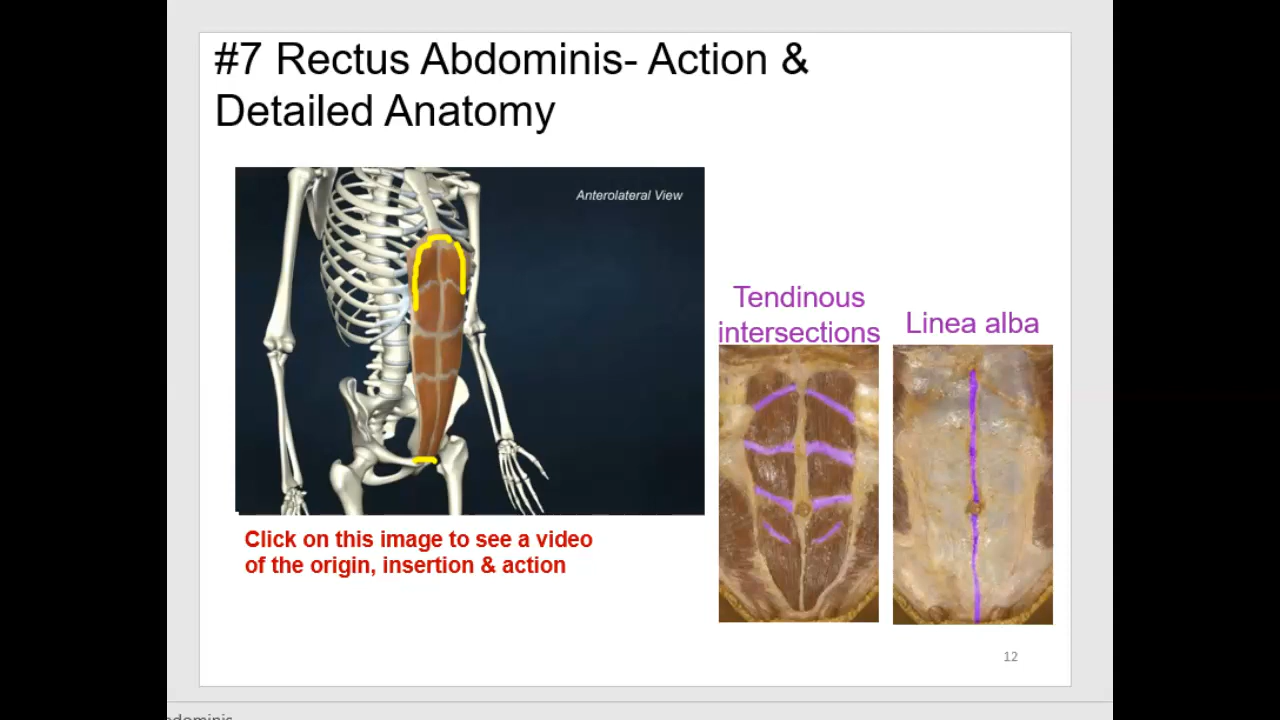 #7 Rectus Abdominis- Action &
Detailed Anatomy
Anterolateral View
Tendinous
intersections
Linea alba
Click on this image to see a video
of the origin, insertion & action
12